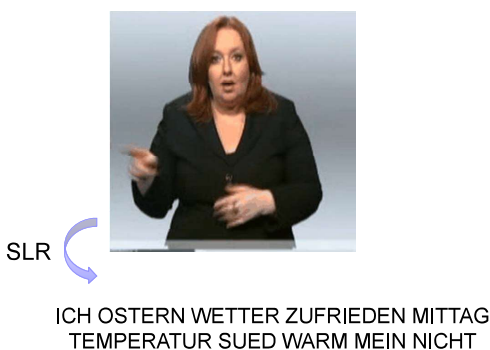 SLR
ICH OSTERN WETTER ZUFRIEDEN MITTAG
TEMPERATUR SUED WARM MEIN NICHT